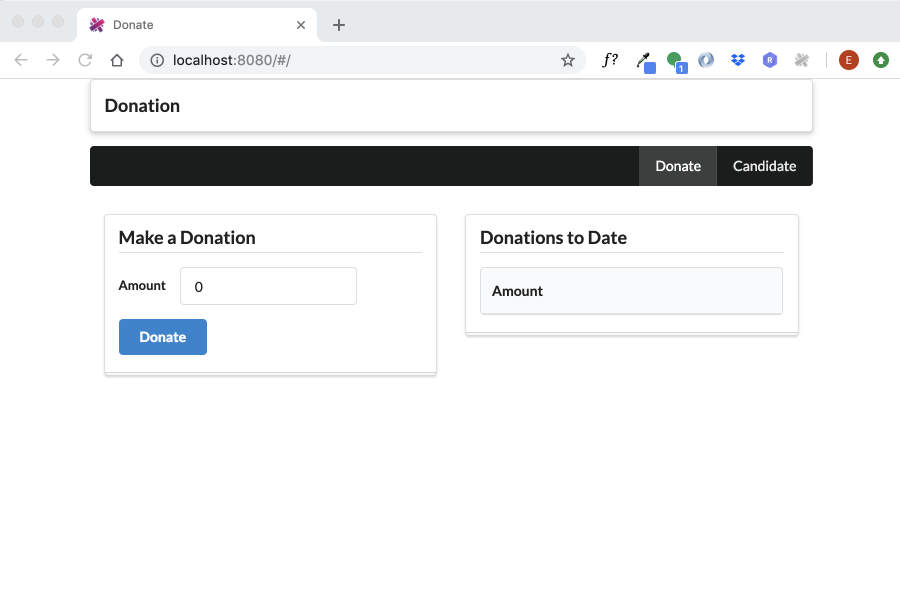 Donate
localhost:8080/#/
f?
1
R
E
Donation
Donate Candidate
Make a Donation
Amount 0
Donate
Donations to Date
Amount